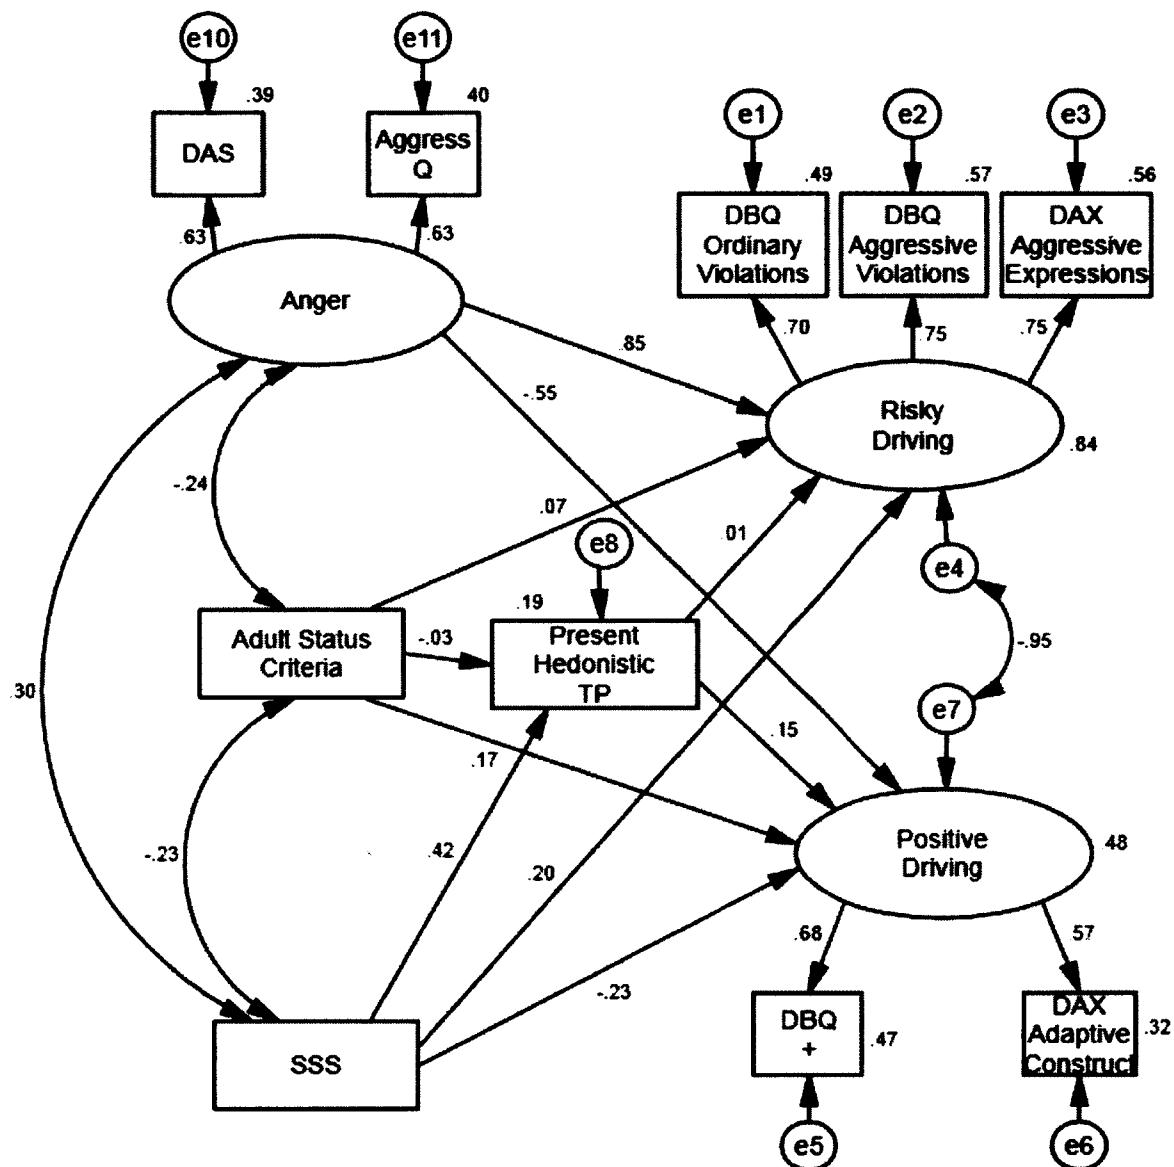 e10
e11
.39
40
DAS
Aggress
Q
.63
.63
Anger
e1
e2
e3
.49
.57
.56
DBQ
Ordinary
Violations
DBQ
Aggressive
Violations
DAX
Aggressive
Expressions
.70
.75
.75
.85
-.55
Risky
Driving
.84
-.24
.07
e8
.01
e4
.19
Adult Status
Criteria
-.03
Present
Hedonistic
TP
-.95
.30
e7
.17
.15
-.23
.42
.20
Positive
Driving
.48
-.23
.68
.57
SSS
DBQ
+
.47
DAX
Adaptive
Construct
.32
e5
e6